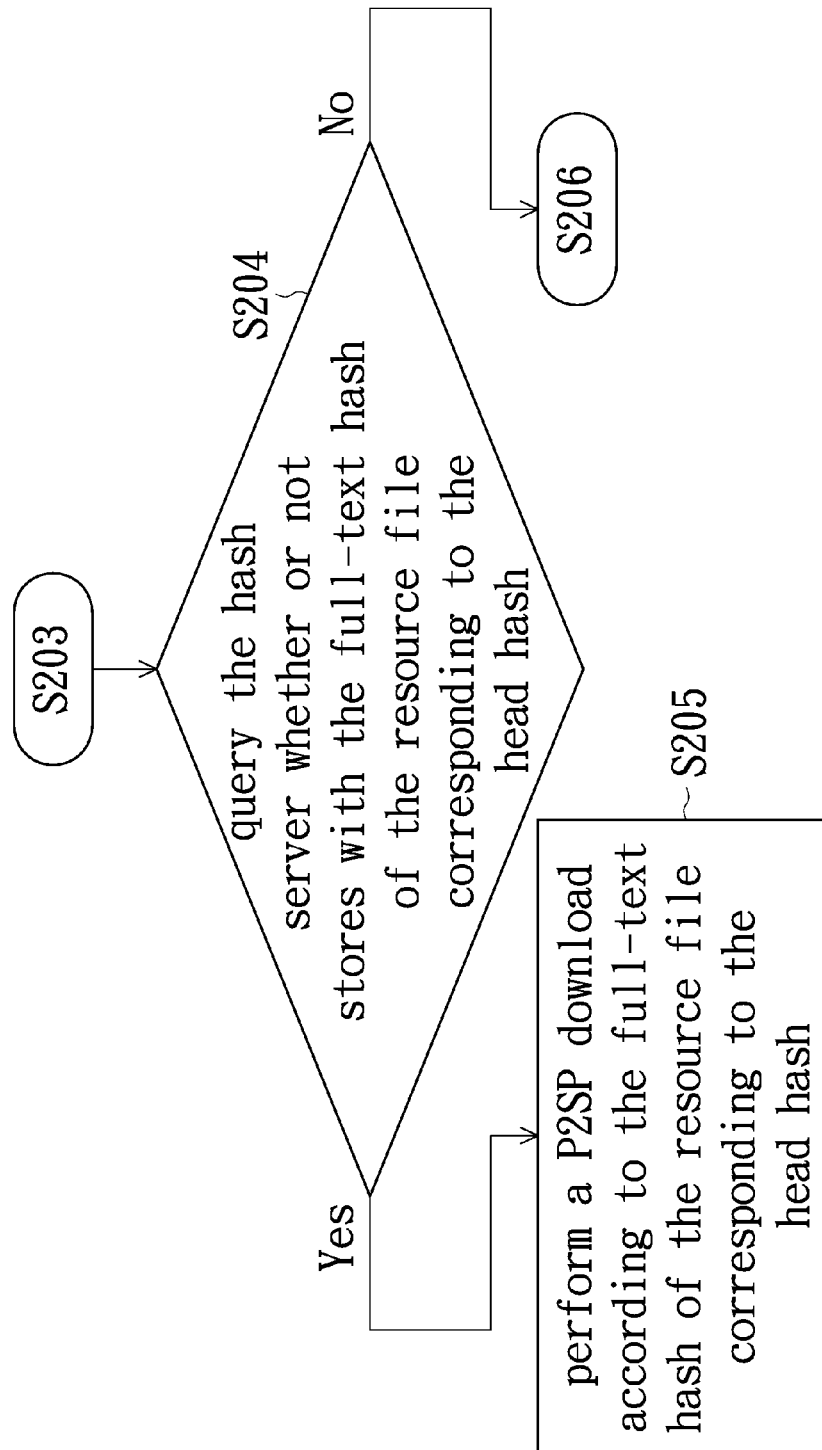 S203
S204
query the hash
server whether or not
stores with the full-text hash
of the resource file
corresponding to the
head hash
Yes
No
S205
perform a P2SP download
according to the full-text
hash of the resource file
corresponding to the
head hash
S206